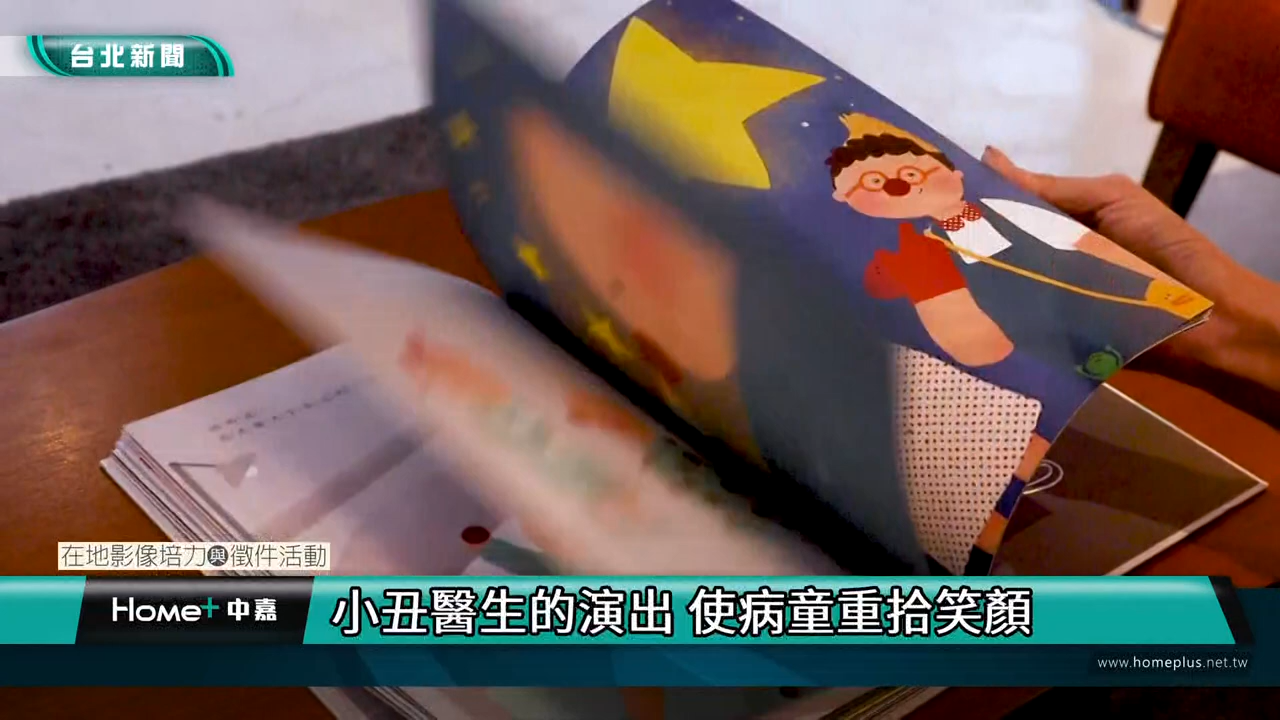 台北新聞
在地影像培力與徵件活動
Home+中嘉
小丑醫生的演出 使病童重拾笑顏
www.homeplus.net.tw